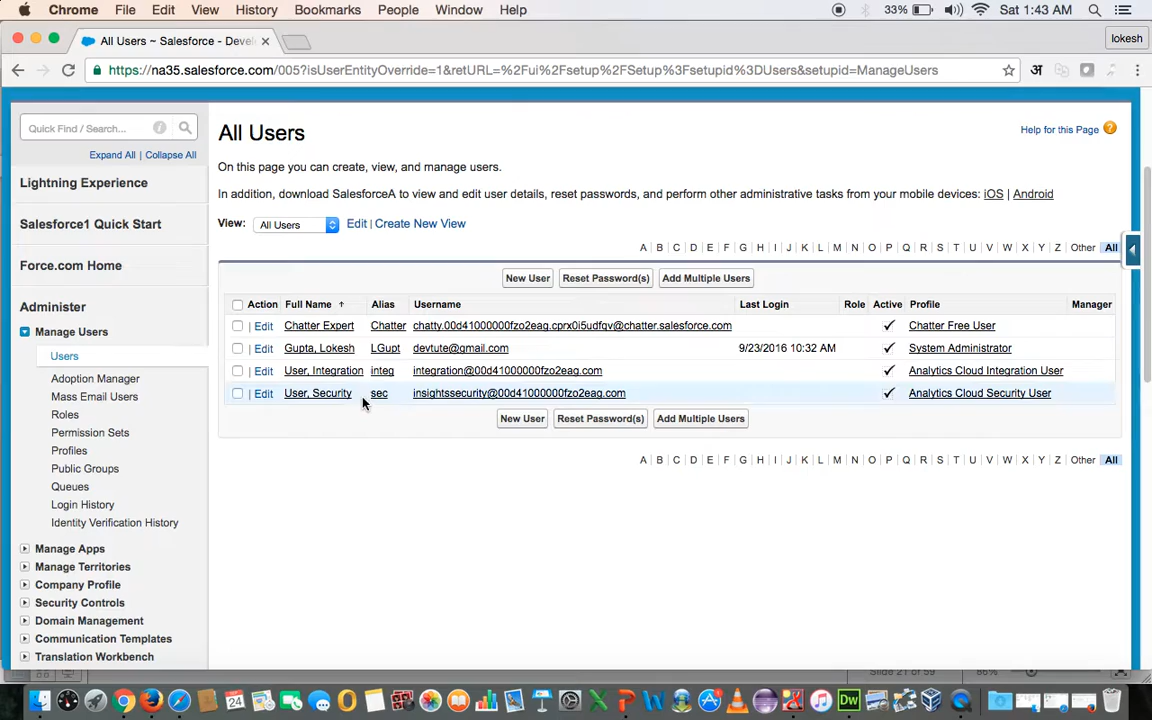 Chrome File Edit View History Bookmarks People Window Help 33% Sat 1:43 AM
All Users ~ Salesforce - Deve
lokesh
https://na35.salesforce.com/005?isUserEntityOverride=1&retURL=%2Fui%2Fsetup%2FSetup%3Fsetupid%3DUsers&setupid=ManageUsers अ
Quick Find / Search...
Expand All | Collapse All
Lightning Experience
Salesforce1 Quick Start
Force.com Home
Administer
Manage Users
Users
Adoption Manager
Mass Email Users
Roles
Permission Sets
Profiles
Public Groups
Queues
Login History
Identity Verification History
Manage Apps
Manage Territories
Company Profile
Security Controls
Domain Management
Communication Templates
Translation Workbench
All Users
Help for this Page ?
On this page you can create, view, and manage users.
In addition, download SalesforceA to view and edit user details, reset passwords, and perform other administrative tasks from your mobile devices: iOS | Android
View: All Users Edit | Create New View
A B C D E F G H I J K L M N O P Q R S T U V W X Y Z Other All
New User Reset Password(s) Add Multiple Users
Action Full Name ↑ Alias Username Last Login Role Active Profile Manager
| Edit Chatter Expert Chatter chatty.00d41000000fzo2eag.cprx0i5udfqv@chatter.salesforce.com Chatter Free User
| Edit Gupta, Lokesh LGupt devtute@gmail.com 9/23/2016 10:32 AM System Administrator
| Edit User, Integration integ integration@00d41000000fzo2eag.com Analytics Cloud Integration User
| Edit User, Security sec insightssecurity@00d41000000fzo2eag.com Analytics Cloud Security User
New User Reset Password(s) Add Multiple Users
A B C D E F G H I J K L M N O P Q R S T U V W X Y Z Other All
Slide 21 of 59 86%
24 Dw